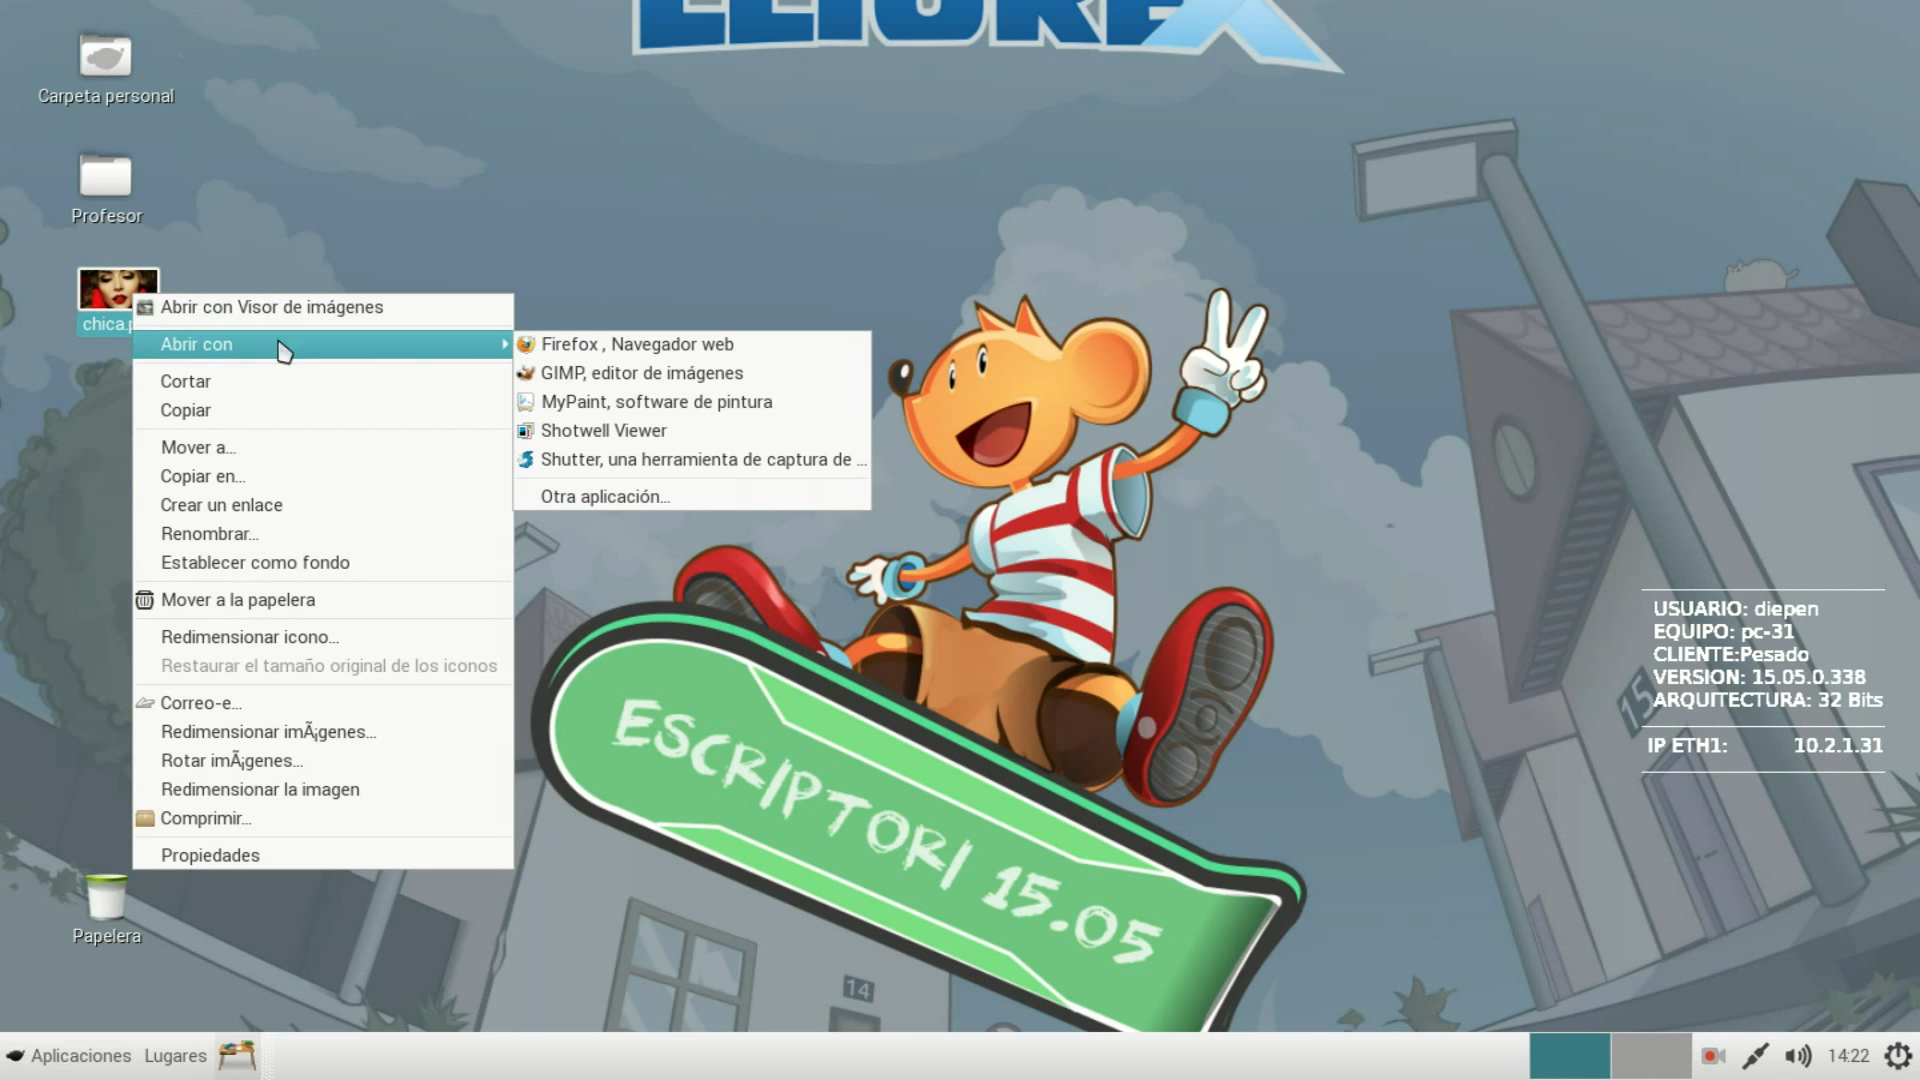 LLIUREX
Carpeta personal
Profesor
chica.p
Abrir con Visor de imágenes
Abrir con
Cortar
Copiar
Mover a...
Copiar en...
Crear un enlace
Renombrar...
Establecer como fondo
Mover a la papelera
Redimensionar icono...
Restaurar el tamaño original de los iconos
Correo-e...
Redimensionar imÃ¡genes...
Rotar imÃ¡genes...
Redimensionar la imagen
Comprimir...
Propiedades
Firefox , Navegador web
GIMP, editor de imágenes
MyPaint, software de pintura
Shotwell Viewer
Shutter, una herramienta de captura de ...
Otra aplicación...
ESCRIPTORI 15.05
15
14
USUARIO: diepen
EQUIPO: pc-31
CLIENTE:Pesado
VERSION: 15.05.0.338
ARQUITECTURA: 32 Bits
IP ETH1: 10.2.1.31
Papelera
Aplicaciones Lugares 14:22